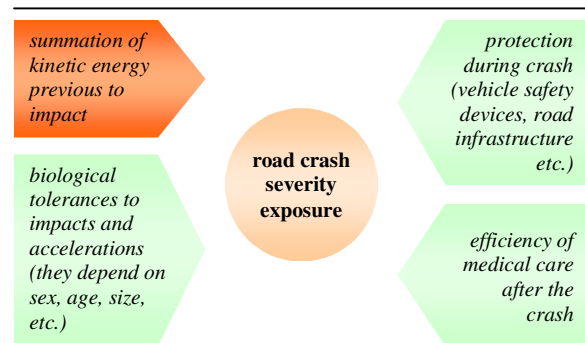 summation of
kinetic energy
previous to
impact
biological
tolerances to
impacts and
accelerations
(they depend on
sex, age, size,
etc.)
road crash
severity
exposure
protection
during crash
(vehicle safety
devices, road
infrastructure
etc.)
efficiency of
medical care
after the
crash